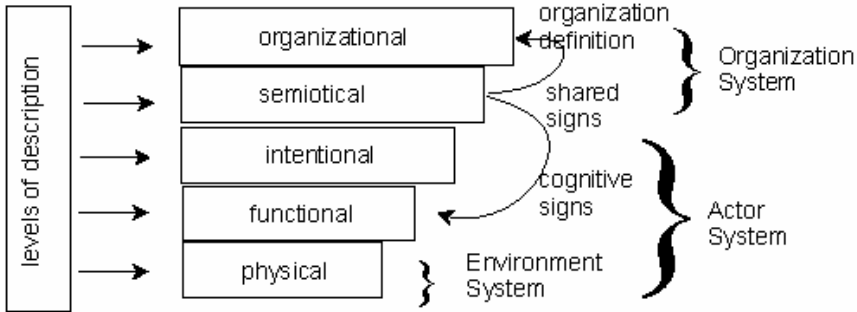 levels of description
organizational
semiotical
intentional
functional
physical
organization
definition
shared
signs
cognitive
signs
Environment
System
Organization
System
Actor
System